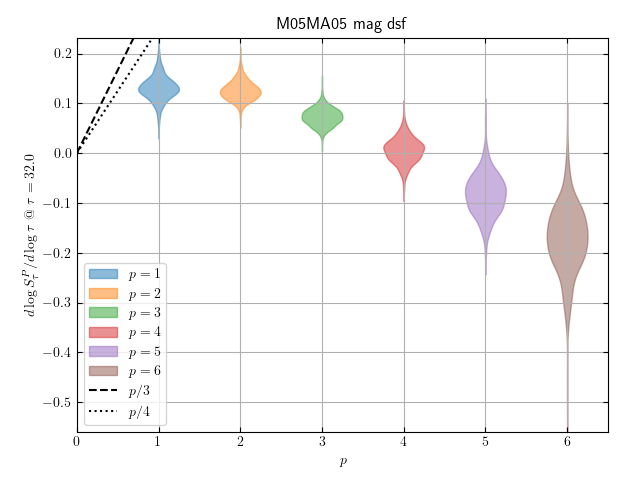 M05MA05 mag dsf
d log S_τ^P / d log τ @ τ = 32.0
0.2
0.1
0.0
−0.1
−0.2
−0.3
−0.4
−0.5
p = 1
p = 2
p = 3
p = 4
p = 5
p = 6
p/3
p/4
0 1 2 3 4 5 6
p